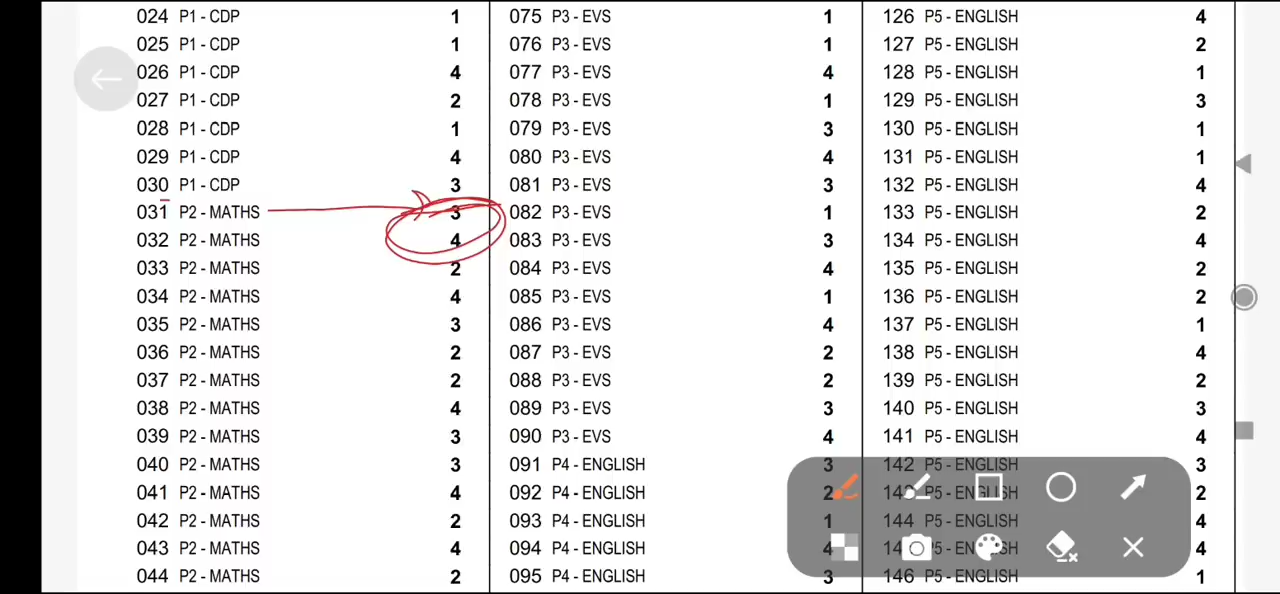 024 P1 - CDP 1
025 P1 - CDP 1
026 P1 - CDP 4
027 P1 - CDP 2
028 P1 - CDP 1
029 P1 - CDP 4
030 P1 - CDP 3
031 P2 - MATHS 3
032 P2 - MATHS 4
033 P2 - MATHS 2
034 P2 - MATHS 4
035 P2 - MATHS 3
036 P2 - MATHS 2
037 P2 - MATHS 2
038 P2 - MATHS 4
039 P2 - MATHS 3
040 P2 - MATHS 3
041 P2 - MATHS 4
042 P2 - MATHS 2
043 P2 - MATHS 4
044 P2 - MATHS 2
075 P3 - EVS 1
076 P3 - EVS 1
077 P3 - EVS 4
078 P3 - EVS 1
079 P3 - EVS 3
080 P3 - EVS 4
081 P3 - EVS 3
082 P3 - EVS 1
083 P3 - EVS 3
084 P3 - EVS 4
085 P3 - EVS 1
086 P3 - EVS 4
087 P3 - EVS 2
088 P3 - EVS 2
089 P3 - EVS 3
090 P3 - EVS 4
091 P4 - ENGLISH 3
092 P4 - ENGLISH 2
093 P4 - ENGLISH 1
094 P4 - ENGLISH 4
095 P4 - ENGLISH 3
126 P5 - ENGLISH 4
127 P5 - ENGLISH 2
128 P5 - ENGLISH 1
129 P5 - ENGLISH 3
130 P5 - ENGLISH 1
131 P5 - ENGLISH 1
132 P5 - ENGLISH 4
133 P5 - ENGLISH 2
134 P5 - ENGLISH 4
135 P5 - ENGLISH 2
136 P5 - ENGLISH 2
137 P5 - ENGLISH 1
138 P5 - ENGLISH 4
139 P5 - ENGLISH 2
140 P5 - ENGLISH 3
141 P5 - ENGLISH 4
142 P5 - ENGLISH 3
P5 - ENGLISH 2
144 P5 - ENGLISH 4
P5 - ENGLISH 4
146 P5 - ENGLISH 1